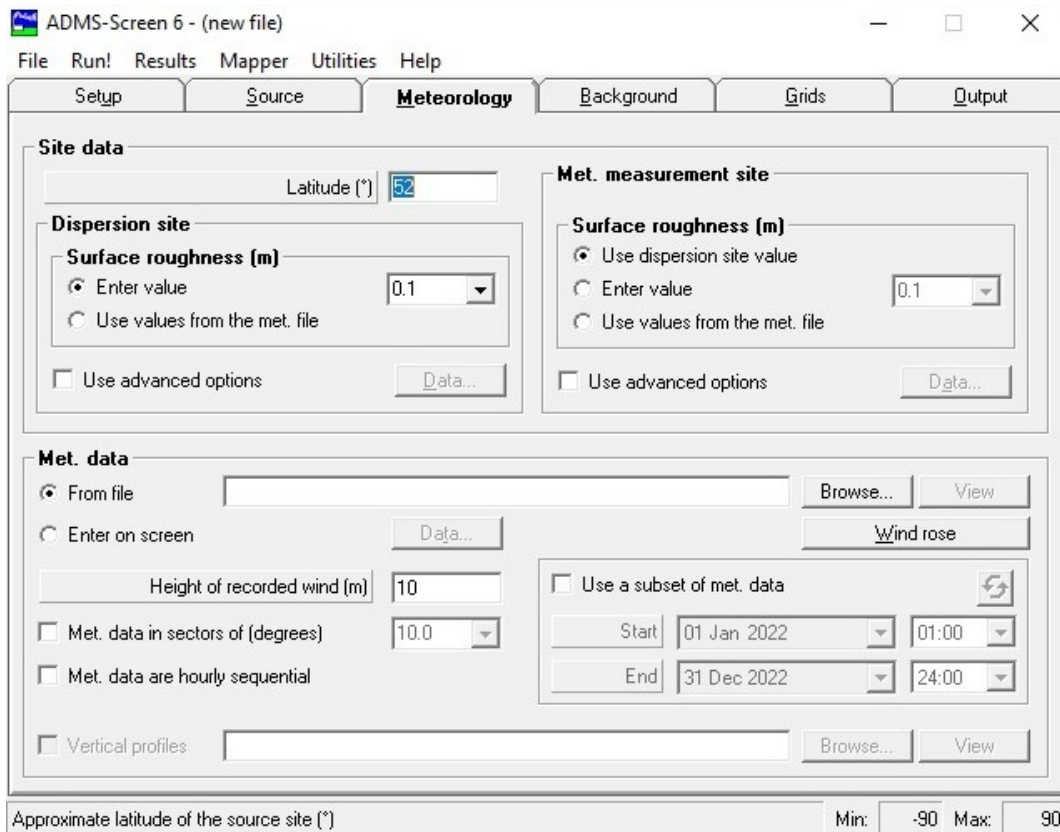 ADMS-Screen 6 - (new file)
File Run! Results Mapper Utilities Help
Setup Source Meteorology Background Grids Output
Site data
Latitude (°) 52
Dispersion site
Surface roughness (m)
Enter value 0.1
Use values from the met. file
Use advanced options Data...
Met. measurement site
Surface roughness (m)
Use dispersion site value
Enter value 0.1
Use values from the met. file
Use advanced options Data...
Met. data
From file Browse... View
Enter on screen Data... Wind rose
Height of recorded wind (m) 10
Met. data in sectors of (degrees) 10.0
Met. data are hourly sequential
Use a subset of met. data
Start 01 Jan 2022 01:00
End 31 Dec 2022 24:00
Vertical profiles Browse... View
Approximate latitude of the source site (°) Min: -90 Max: 90